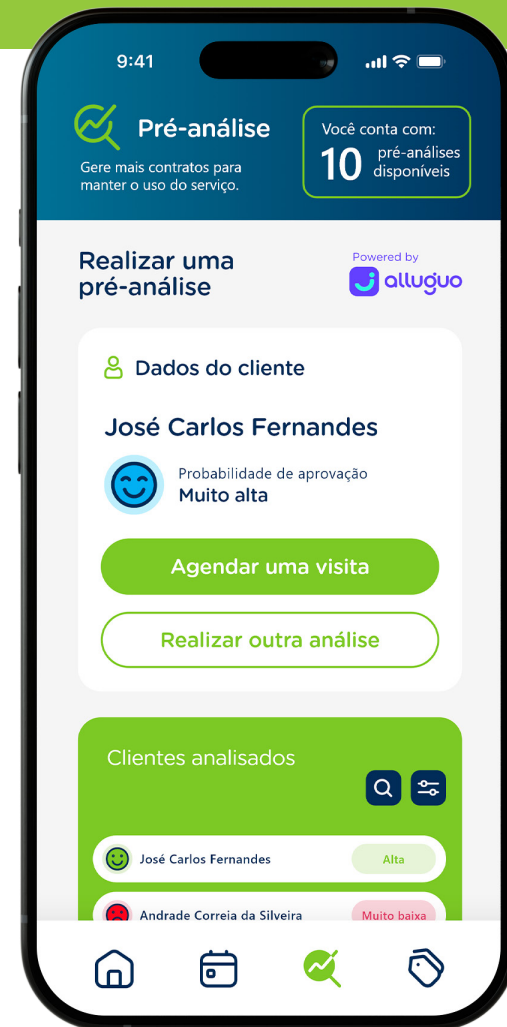 9:41
Pré-análise
Gere mais contratos para
manter o uso do serviço.
Você conta com:
10 pré-análises
disponíveis
Realizar uma
pré-análise
Powered by
alluguo
Dados do cliente
José Carlos Fernandes
Probabilidade de aprovação
Muito alta
Agendar uma visita
Realizar outra análise
Clientes analisados
José Carlos Fernandes
Alta
Andrade Correia da Silveira
Muito baixa